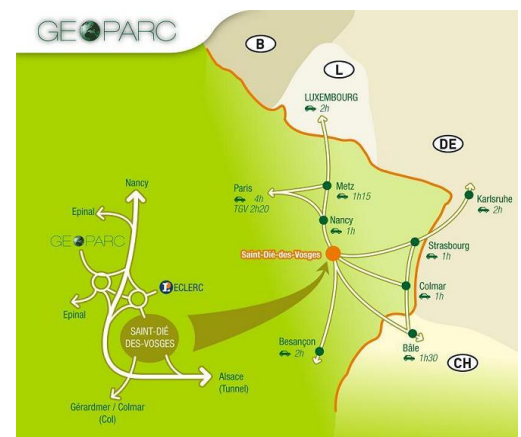 GEOPARC
B
L
LUXEMBOURG
2h
DE
Paris
4h
TGV 2h20
Metz
1h15
Karlsruhe
2h
Nancy
1h
Strasbourg
1h
Saint-Dié-des-Vosges
Colmar
1h
Besançon
2h
Bâle
1h30
CH
Nancy
Epinal
GEOPARC
L ECLERC
Epinal
SAINT-DIÉ
DES-VOSGES
Alsace
(Tunnel)
Gérardmer / Colmar
(Col)